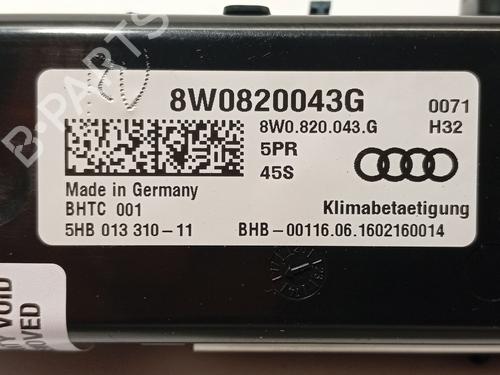 B-PARTS
8W0820043G
0071
8W0.820.043.G
H32
5PR
45S
Made in Germany
BHTC 001
Klimabetaetigung
5HB 013 310-11
BHB-00116.06.1602160014
VOID